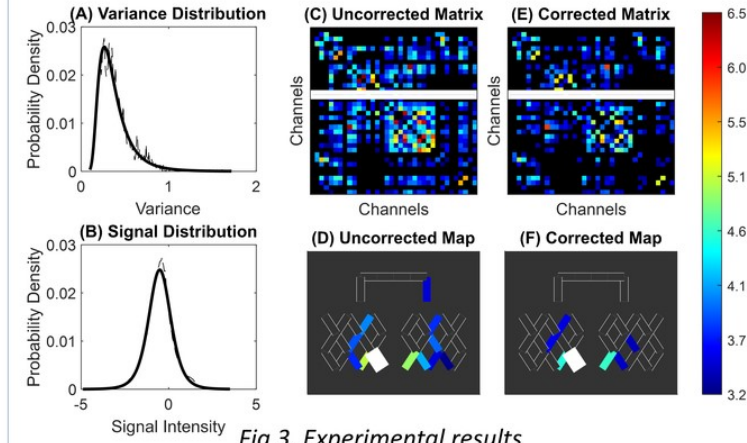 (A) Variance Distribution
Probability Density
0.03
0.02
0.01
0
0
1
2
Variance
(B) Signal Distribution
Probability Density
0.03
0.02
0.01
0
-5
0
5
Signal Intensity
(C) Uncorrected Matrix
Channels
Channels
(D) Uncorrected Map
(E) Corrected Matrix
Channels
Channels
(F) Corrected Map
6.5
6.0
5.5
5.1
4.6
4.1
3.7
3.2
Fig 3. Experimental results